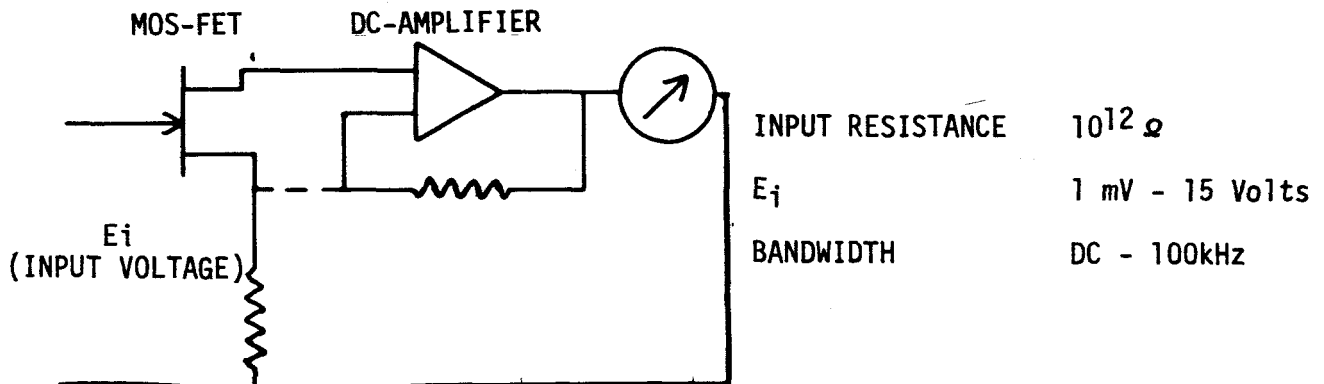 MOS-FET
DC-AMPLIFIER
INPUT RESISTANCE 10¹² Ω
Ei 1 mV - 15 Volts
BANDWIDTH DC - 100kHz
Ei
(INPUT VOLTAGE)